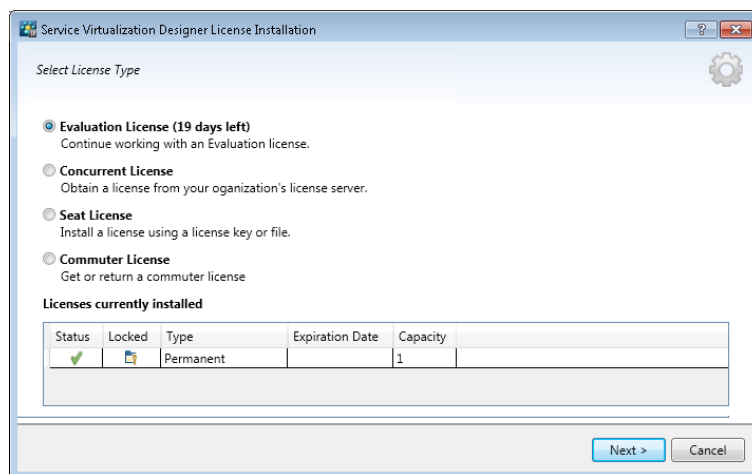 Service Virtualization Designer License Installation
Select License Type
Evaluation License (19 days left)
Continue working with an Evaluation license.
Concurrent License
Obtain a license from your oganization's license server.
Seat License
Install a license using a license key or file.
Commuter License
Get or return a commuter license
Licenses currently installed
Status Locked Type Expiration Date Capacity
Permanent 1
Next > Cancel